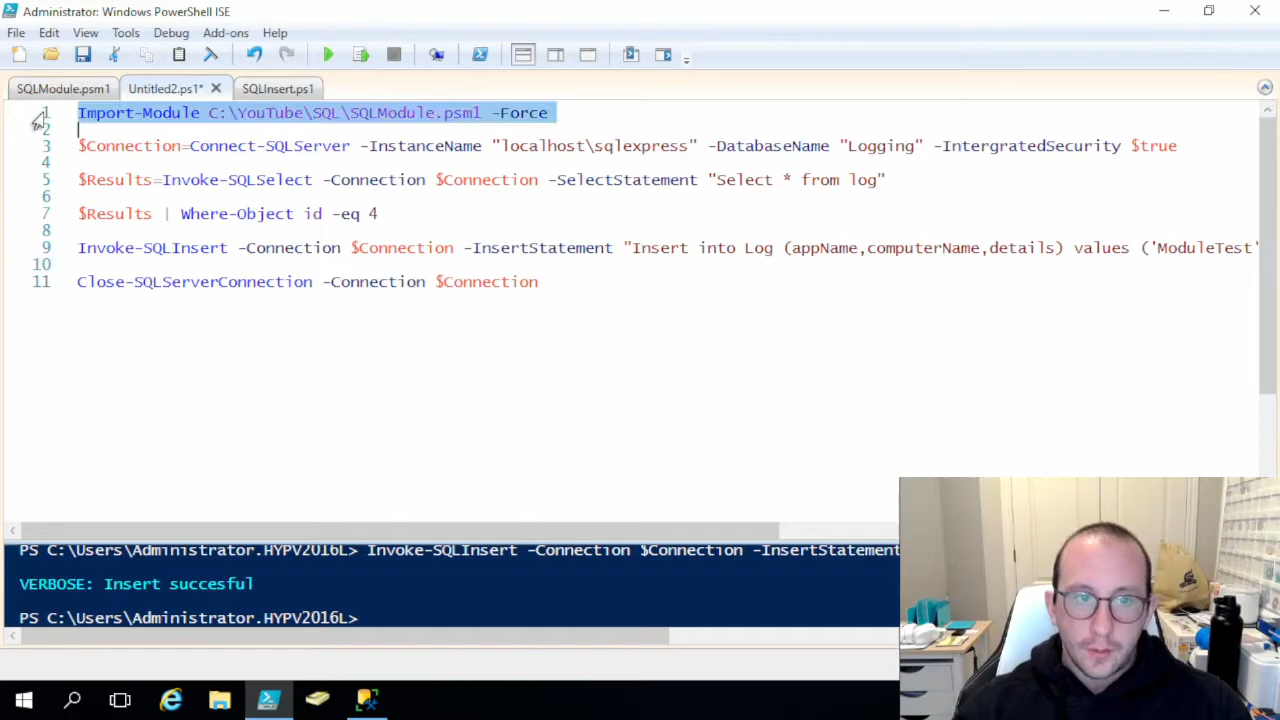 Administrator: Windows PowerShell ISE
File Edit View Tools Debug Add-ons Help
SQLModule.psm1 Untitled2.ps1* SQLInsert.ps1
1 Import-Module C:\YouTube\SQL\SQLModule.psm1 -Force
2
3 $Connection=Connect-SQLServer -InstanceName "localhost\sqlexpress" -DatabaseName "Logging" -IntergratedSecurity $true
4
5 $Results=Invoke-SQLSelect -Connection $Connection -SelectStatement "Select * from log"
6
7 $Results | Where-Object id -eq 4
8
9 Invoke-SQLInsert -Connection $Connection -InsertStatement "Insert into Log (appName,computerName,details) values ('ModuleTest'
10
11 Close-SQLServerConnection -Connection $Connection
PS C:\Users\Administrator.HYPV2016L> Invoke-SQLInsert -Connection $Connection -InsertStatement
VERBOSE: Insert succesful
PS C:\Users\Administrator.HYPV2016L>